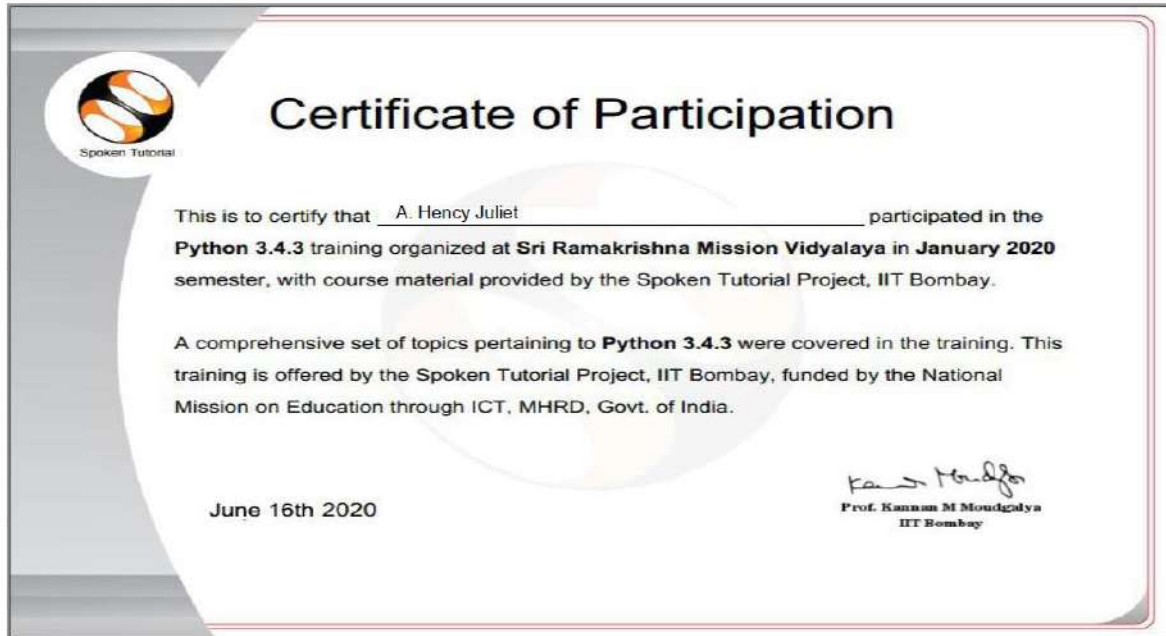 Certificate of Participation
Spoken Tutorial
This is to certify that A. Hency Juliet participated in the
Python 3.4.3 training organized at Sri Ramakrishna Mission Vidyalaya in January 2020
semester, with course material provided by the Spoken Tutorial Project, IIT Bombay.
A comprehensive set of topics pertaining to Python 3.4.3 were covered in the training. This
training is offered by the Spoken Tutorial Project, IIT Bombay, funded by the National
Mission on Education through ICT, MHRD, Govt. of India.
June 16th 2020
Prof. Kannan M Moudgalya
IIT Bombay